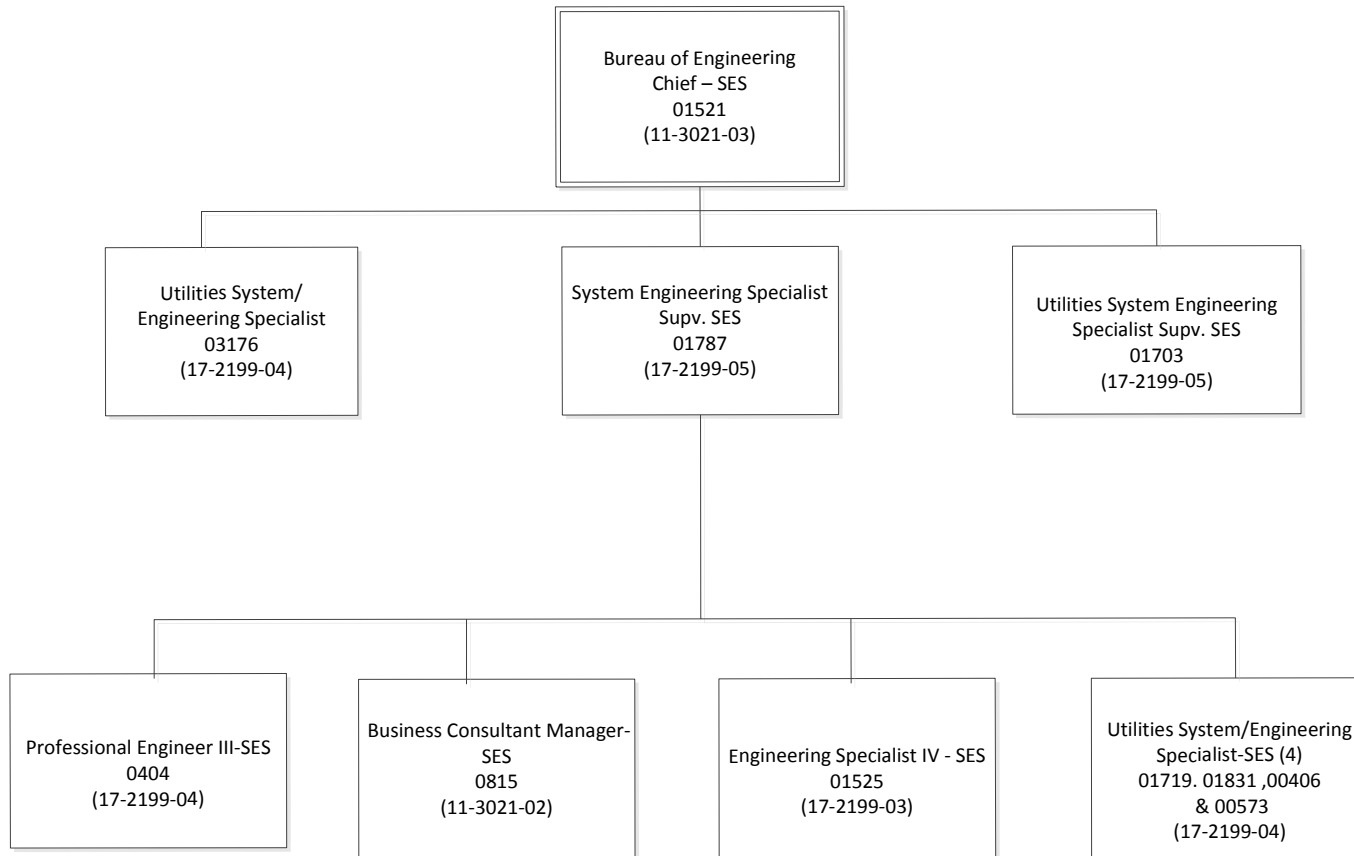 Bureau of Engineering
Chief – SES
01521
(11-3021-03)
Utilities System/
Engineering Specialist
03176
(17-2199-04)
System Engineering Specialist
Supv. SES
01787
(17-2199-05)
Utilities System Engineering
Specialist Supv. SES
01703
(17-2199-05)
Professional Engineer III-SES
0404
(17-2199-04)
Business Consultant Manager-
SES
0815
(11-3021-02)
Engineering Specialist IV - SES
01525
(17-2199-03)
Utilities System/Engineering
Specialist-SES (4)
01719. 01831 ,00406
& 00573
(17-2199-04)